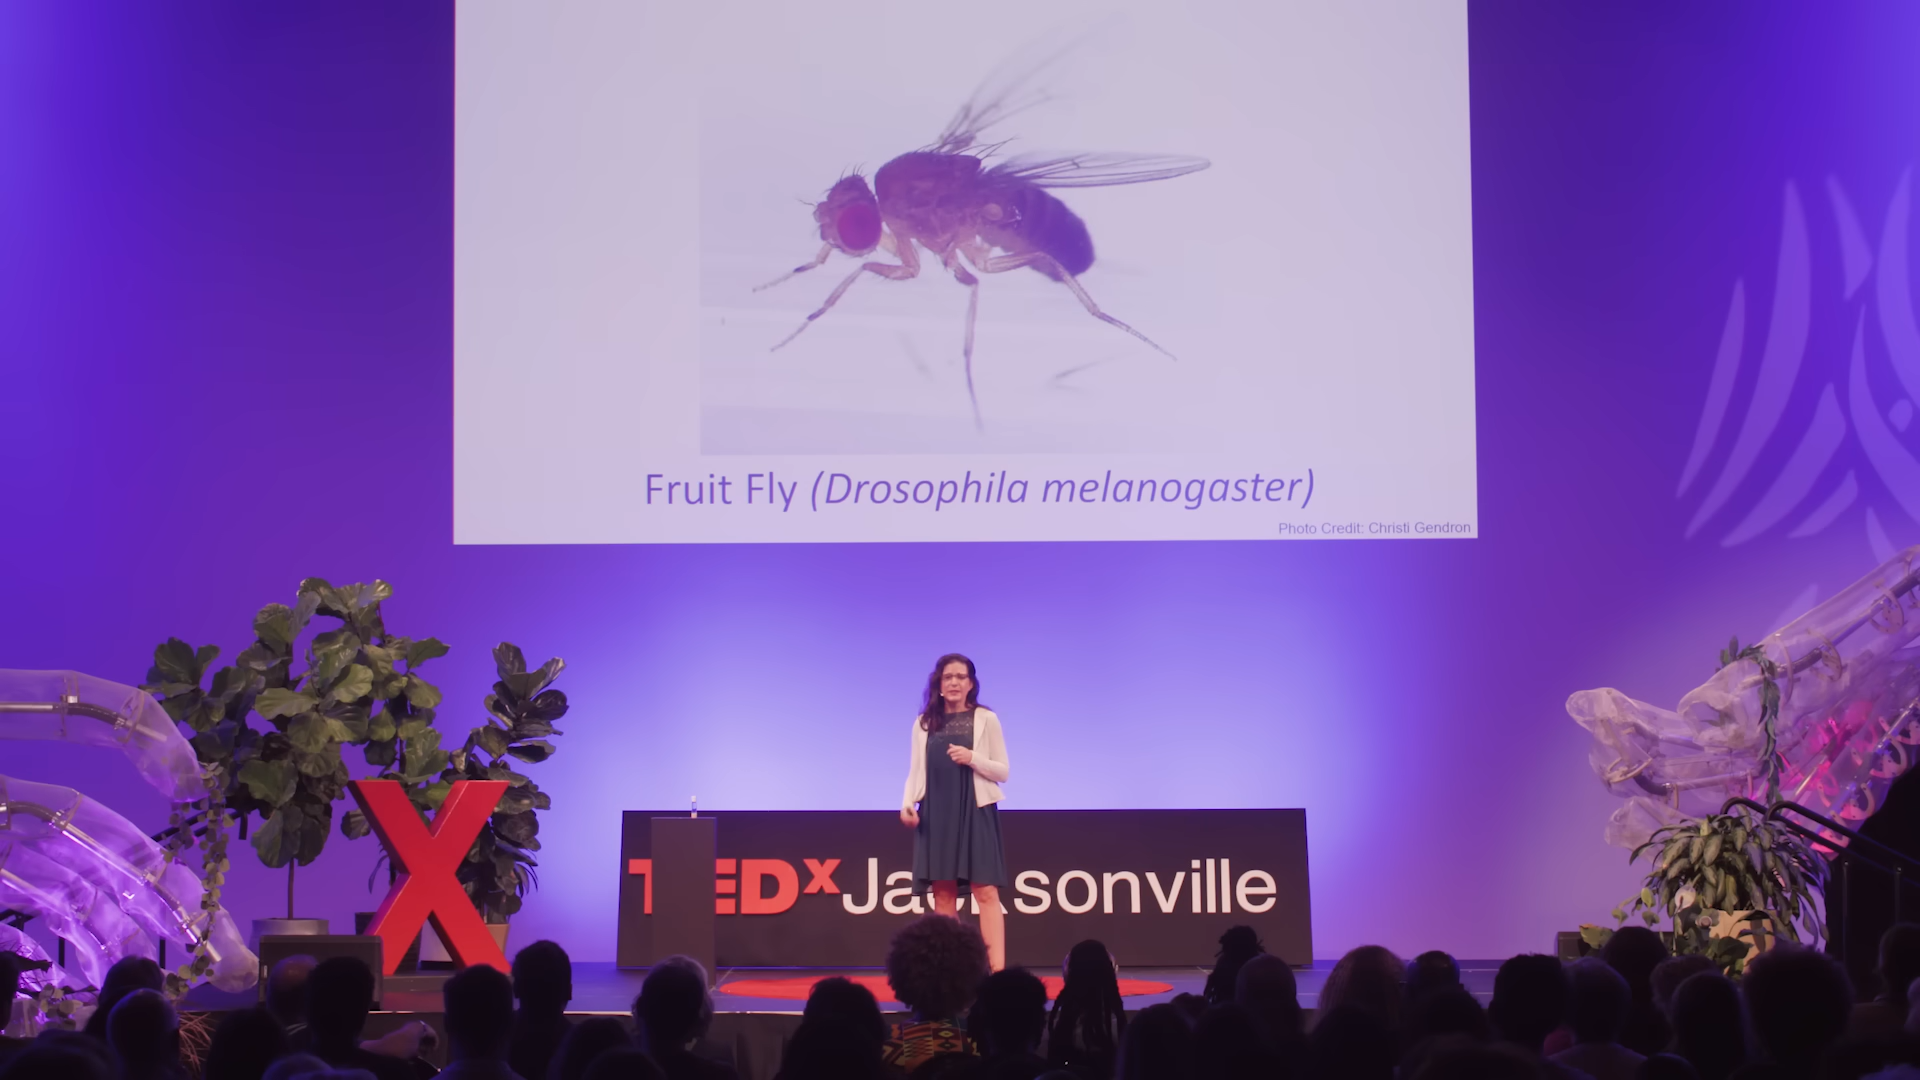 Fruit Fly (Drosophila melanogaster)
Photo Credit: Christi Gendron
X
TEDxJacksonville